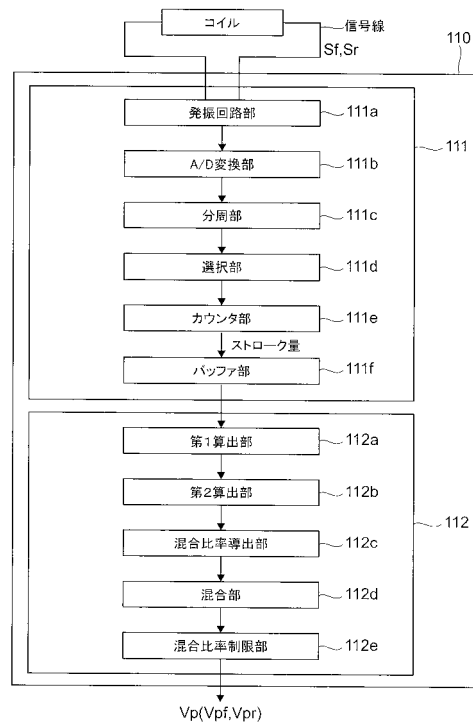 コイル
信号線
Sf,Sr
110
発振回路部
111a
111
A/D変換部
111b
分周部
111c
選択部
111d
カウンタ部
111e
ストローク量
バッファ部
111f
第1算出部
112a
第2算出部
112b
112
混合比率導出部
112c
混合部
112d
混合比率制限部
112e
Vp(Vpf,Vpr)